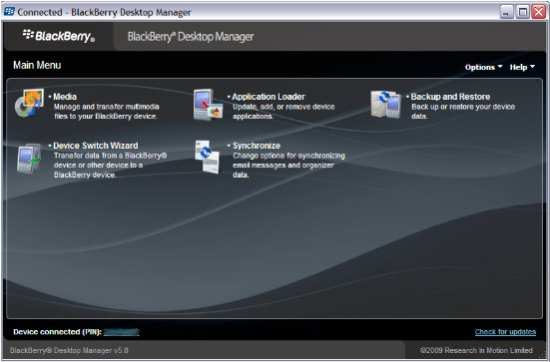 Connected - BlackBerry Desktop Manager
BlackBerry® BlackBerry® Desktop Manager
Main Menu Options Help
Media
Manage and transfer multimedia
files to your BlackBerry device.
Application Loader
Update, add, or remove device
applications.
Backup and Restore
Back up or restore your device
data.
Device Switch Wizard
Transfer data from a BlackBerry®
device or other device to a
BlackBerry device.
Synchronize
Change options for synchronizing
email messages and organizer
data.
Device connected (PIN): Check for updates
BlackBerry® Desktop Manager v5.0 ©2009 Research In Motion Limited